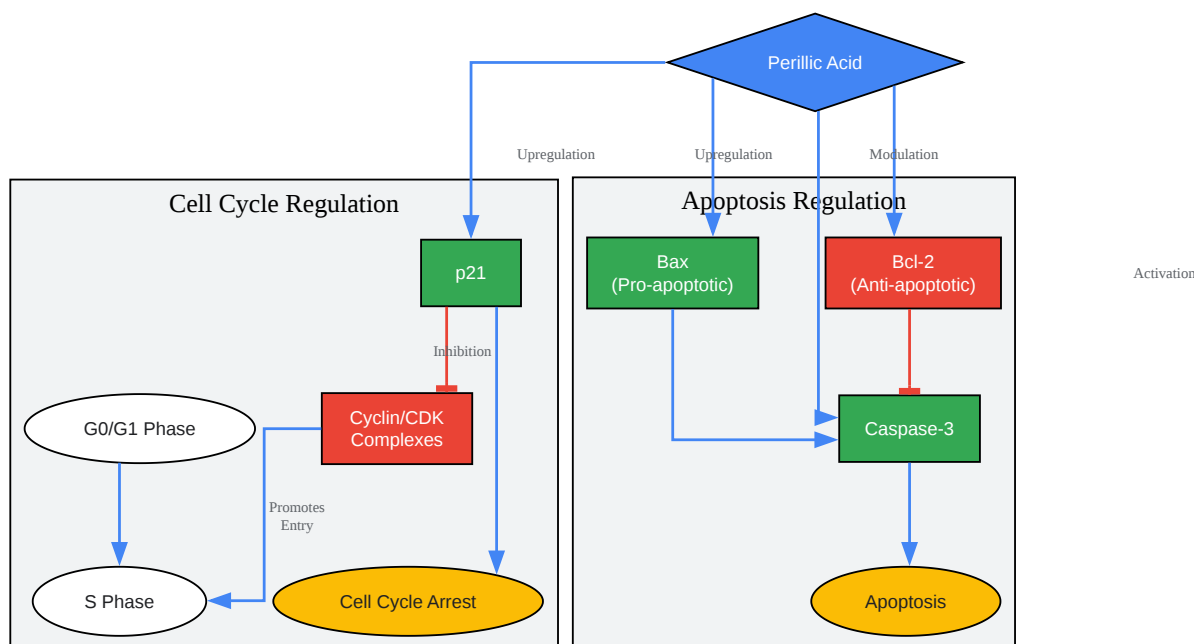 Perillic Acid
Upregulation
Upregulation
Modulation
Cell Cycle Regulation
Apoptosis Regulation
p21
Bax
(Pro-apoptotic)
Bcl-2
(Anti-apoptotic)
Activation
Inhibition
G0/G1 Phase
Cyclin/CDK
Complexes
Caspase-3
Promotes
Entry
S Phase
Cell Cycle Arrest
Apoptosis